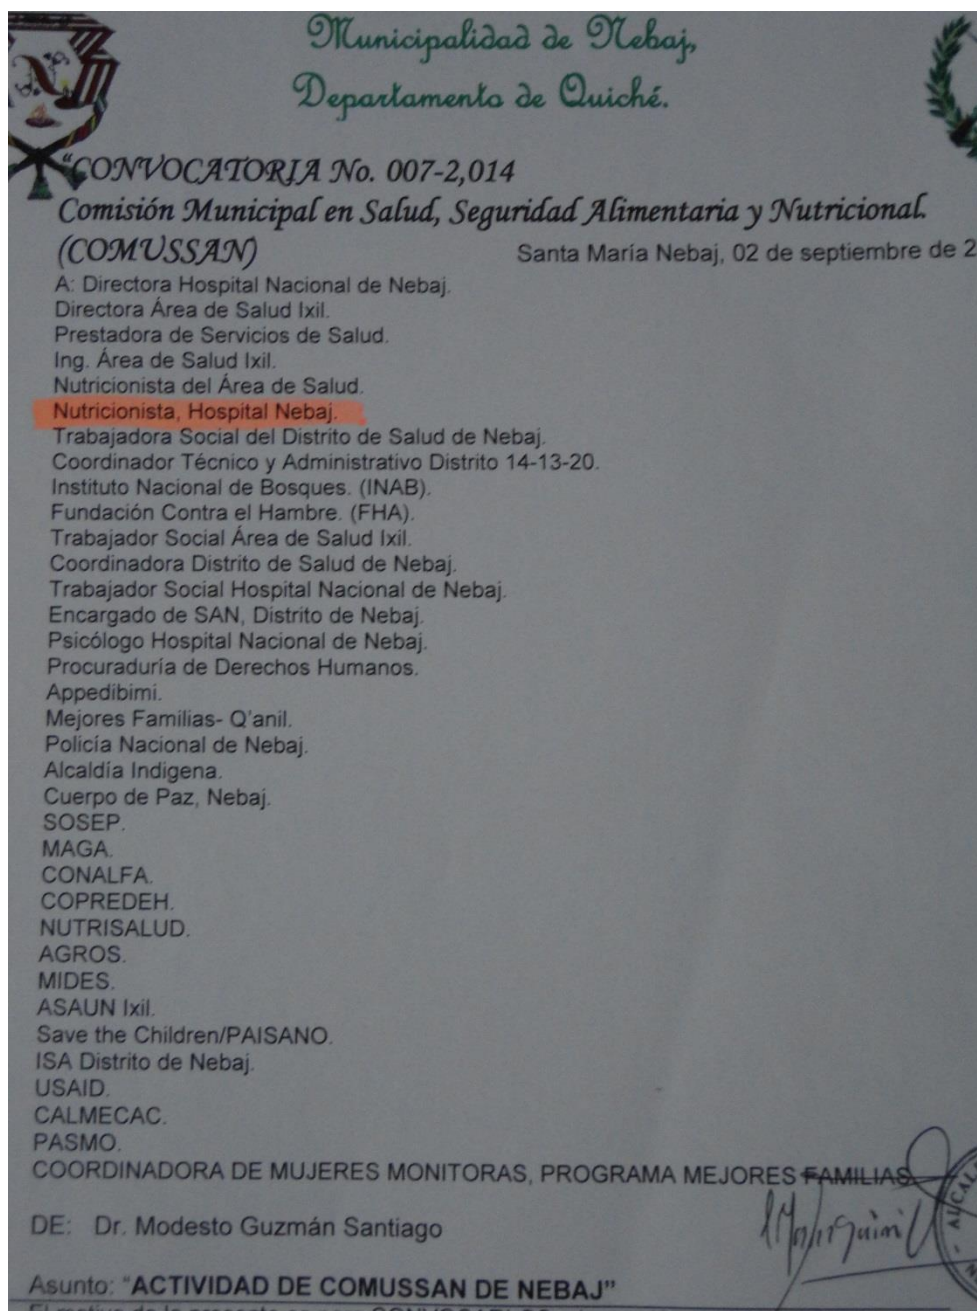 Municipalidad de Nebaj,
Departamento de Quiché.
“CONVOCATORIA No. 007-2,014
Comisión Municipal en Salud, Seguridad Alimentaria y Nutricional.
(COMUSSAN) Santa María Nebaj, 02 de septiembre de 2
A: Directora Hospital Nacional de Nebaj.
Directora Área de Salud Ixil.
Prestadora de Servicios de Salud.
Ing. Área de Salud Ixil.
Nutricionista del Área de Salud.
Nutricionista, Hospital Nebaj.
Trabajadora Social del Distrito de Salud de Nebaj.
Coordinador Técnico y Administrativo Distrito 14-13-20.
Instituto Nacional de Bosques. (INAB).
Fundación Contra el Hambre. (FHA).
Trabajador Social Área de Salud Ixil.
Coordinadora Distrito de Salud de Nebaj.
Trabajador Social Hospital Nacional de Nebaj.
Encargado de SAN, Distrito de Nebaj.
Psicólogo Hospital Nacional de Nebaj.
Procuraduría de Derechos Humanos.
Appedibimi.
Mejores Familias- Q'anil.
Policía Nacional de Nebaj.
Alcaldía Indigena.
Cuerpo de Paz, Nebaj.
SOSEP.
MAGA.
CONALFA.
COPREDEH.
NUTRISALUD.
AGROS.
MIDES.
ASAUN Ixil.
Save the Children/PAISANO.
ISA Distrito de Nebaj.
USAID.
CALMECAC.
PASMO.
COORDINADORA DE MUJERES MONITORAS, PROGRAMA MEJORES FAMILIAS
DE: Dr. Modesto Guzmán Santiago
Asunto: “ACTIVIDAD DE COMUSSAN DE NEBAJ”